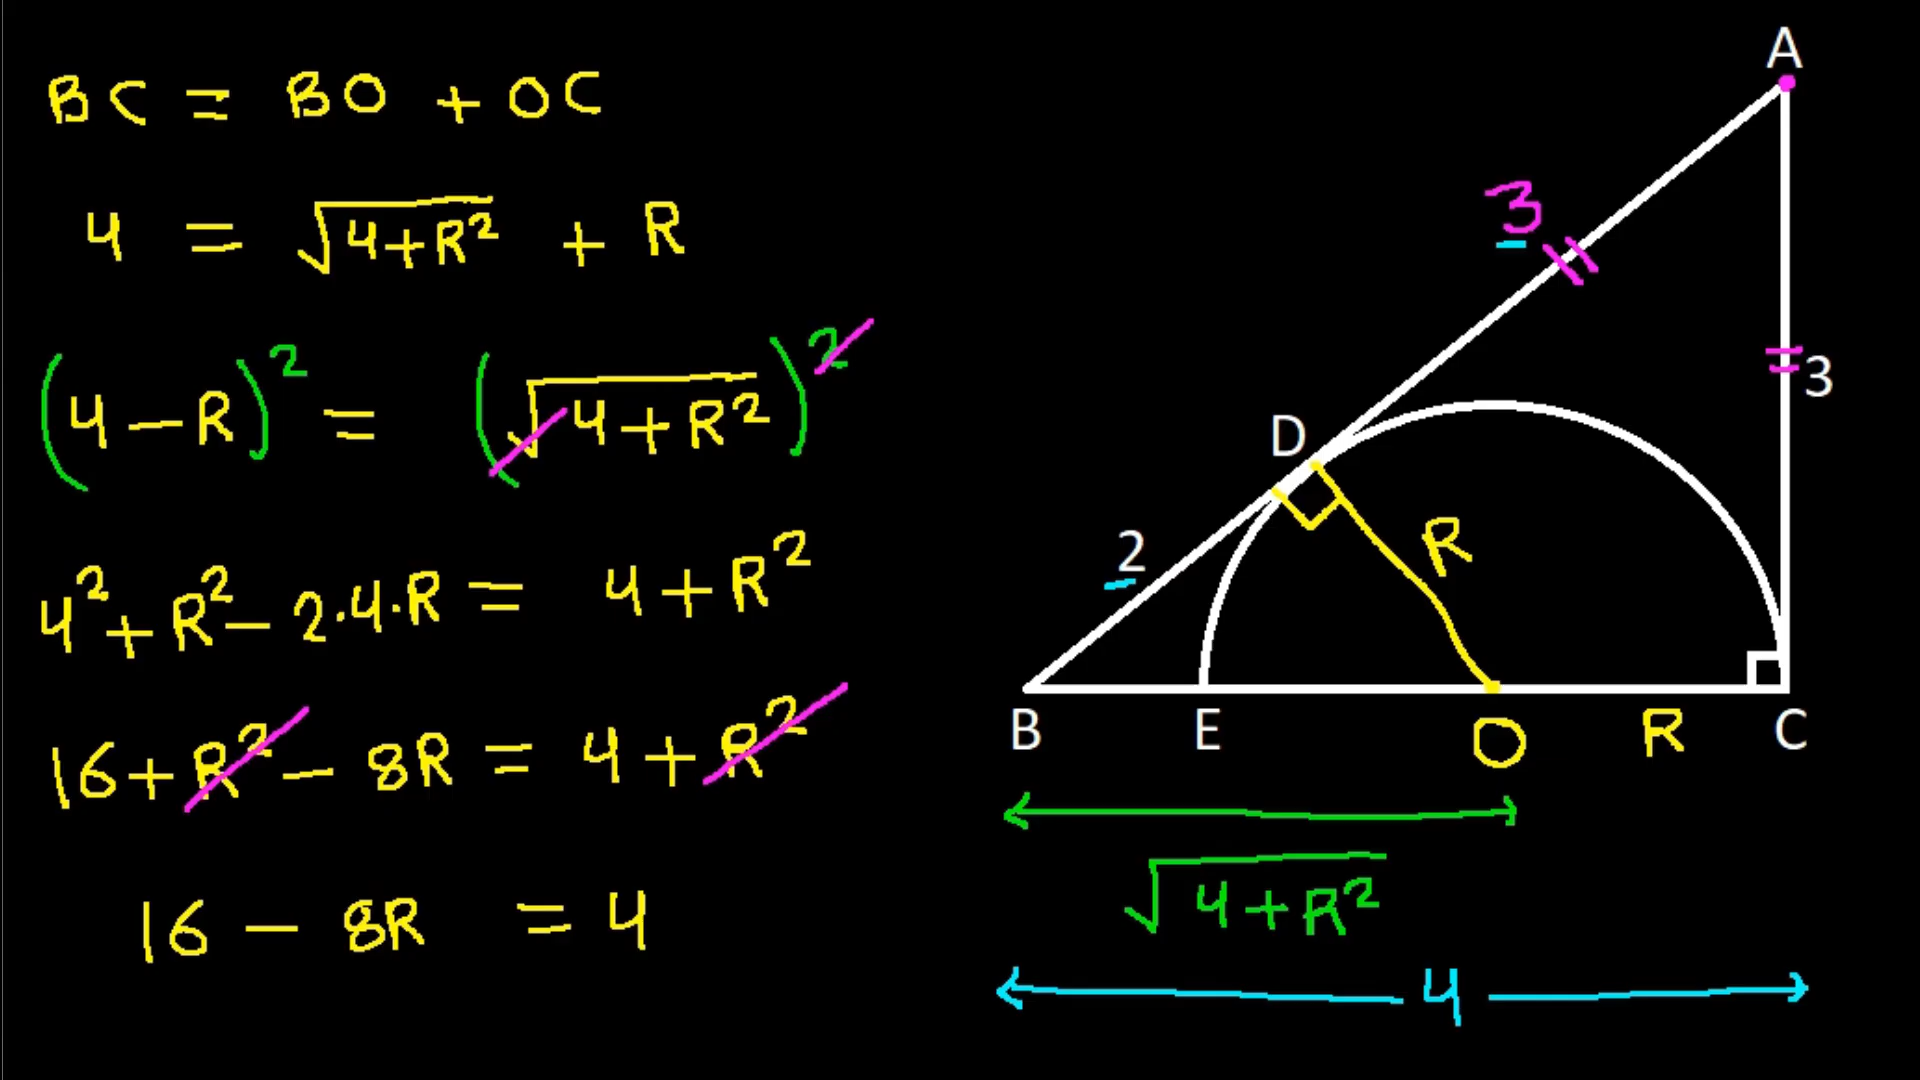 BC = BO + OC
4 = √(4+R²) + R
(4 − R)² = (√(4+R²))²
4² + R² − 2·4·R = 4 + R²
16 + R² − 8R = 4 + R²
16 − 8R = 4
A
3
3
D
2
R
B E O R C
√(4+R²)
4